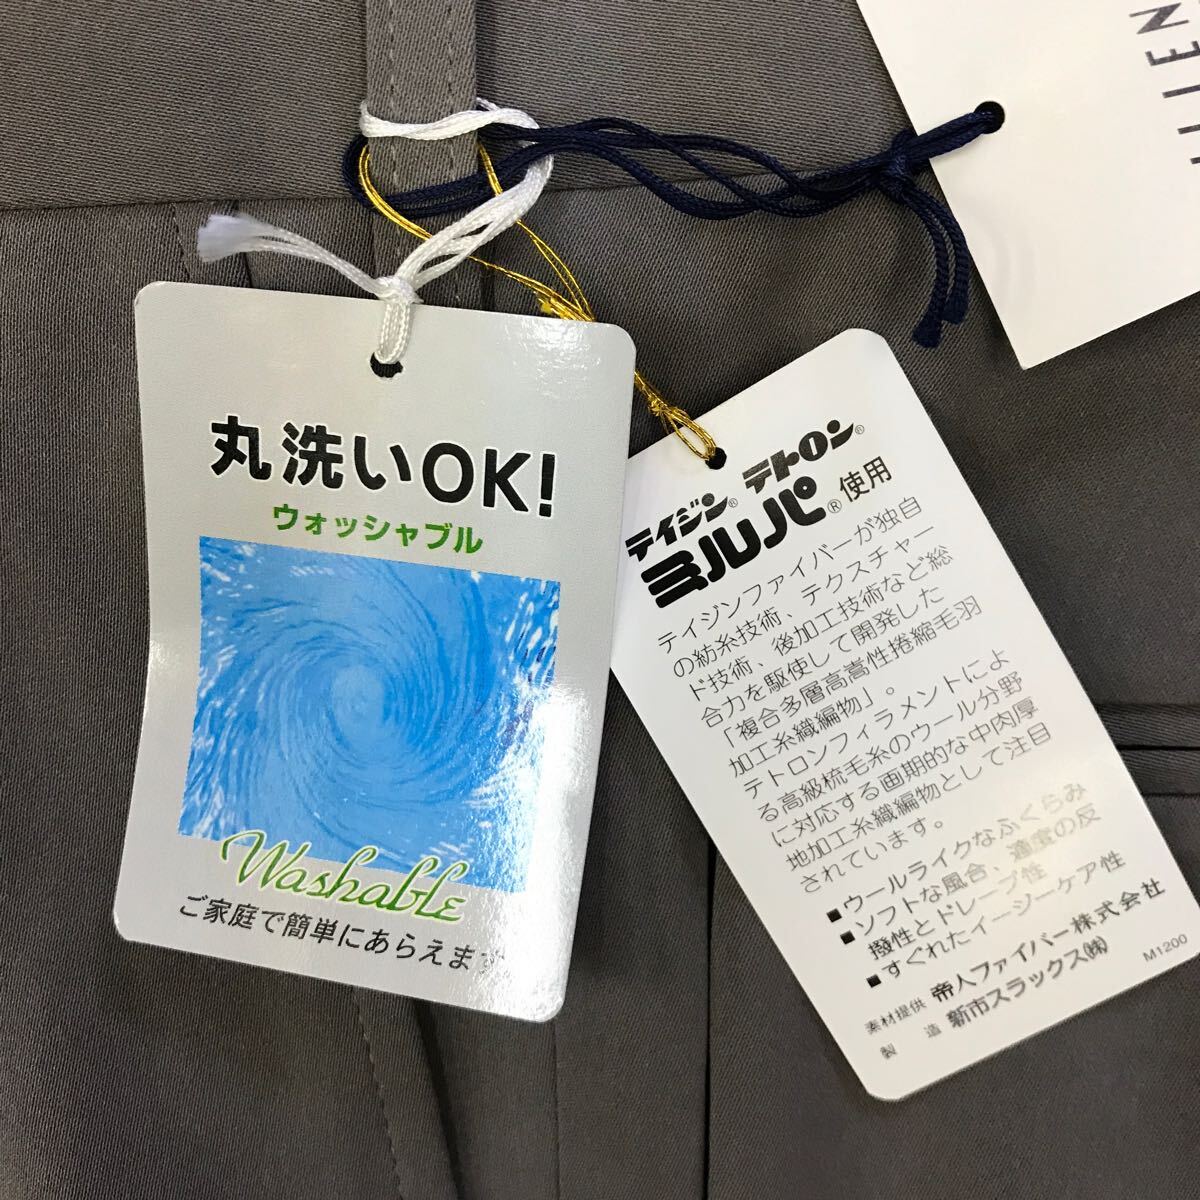 丸洗いOK!
ウォッシャブル
Washable
ご家庭で簡単にあらえます
テイジン® テトロン®
ミルパ®使用
テイジンファイバーが独自
の紡糸技術、テクスチャー
ド技術、後加工技術など総
合力を駆使して開発した
「複合多層高嵩性捲縮毛羽
加工糸織編物」。
テトロンフィラメントによ
る高級梳毛糸のウール分野
に対応する画期的な中肉厚
地加工糸織編物として注目
されています。
■ウールライクなふくらみ
■ソフトな風合、適度の反
撥性とドレープ性
■すぐれたイージーケア性
素材提供 帝人ファイバー株式会社
製 造 新市スラックス㈱
M1200